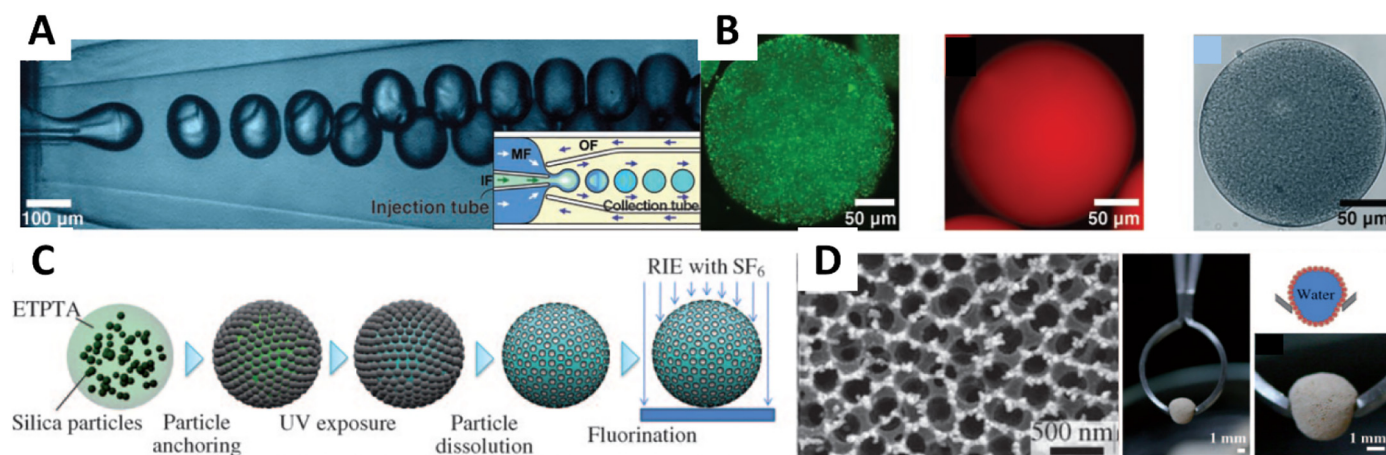 A
100 μm
MF
OF
IF
Injection tube
Collection tube
B
50 μm
50 μm
50 μm
C
ETPTA
Silica particles
Particle
anchoring
UV exposure
Particle
dissolution
RIE with SF₆
Fluorination
D
500 nm
1 mm
Water
1 mm